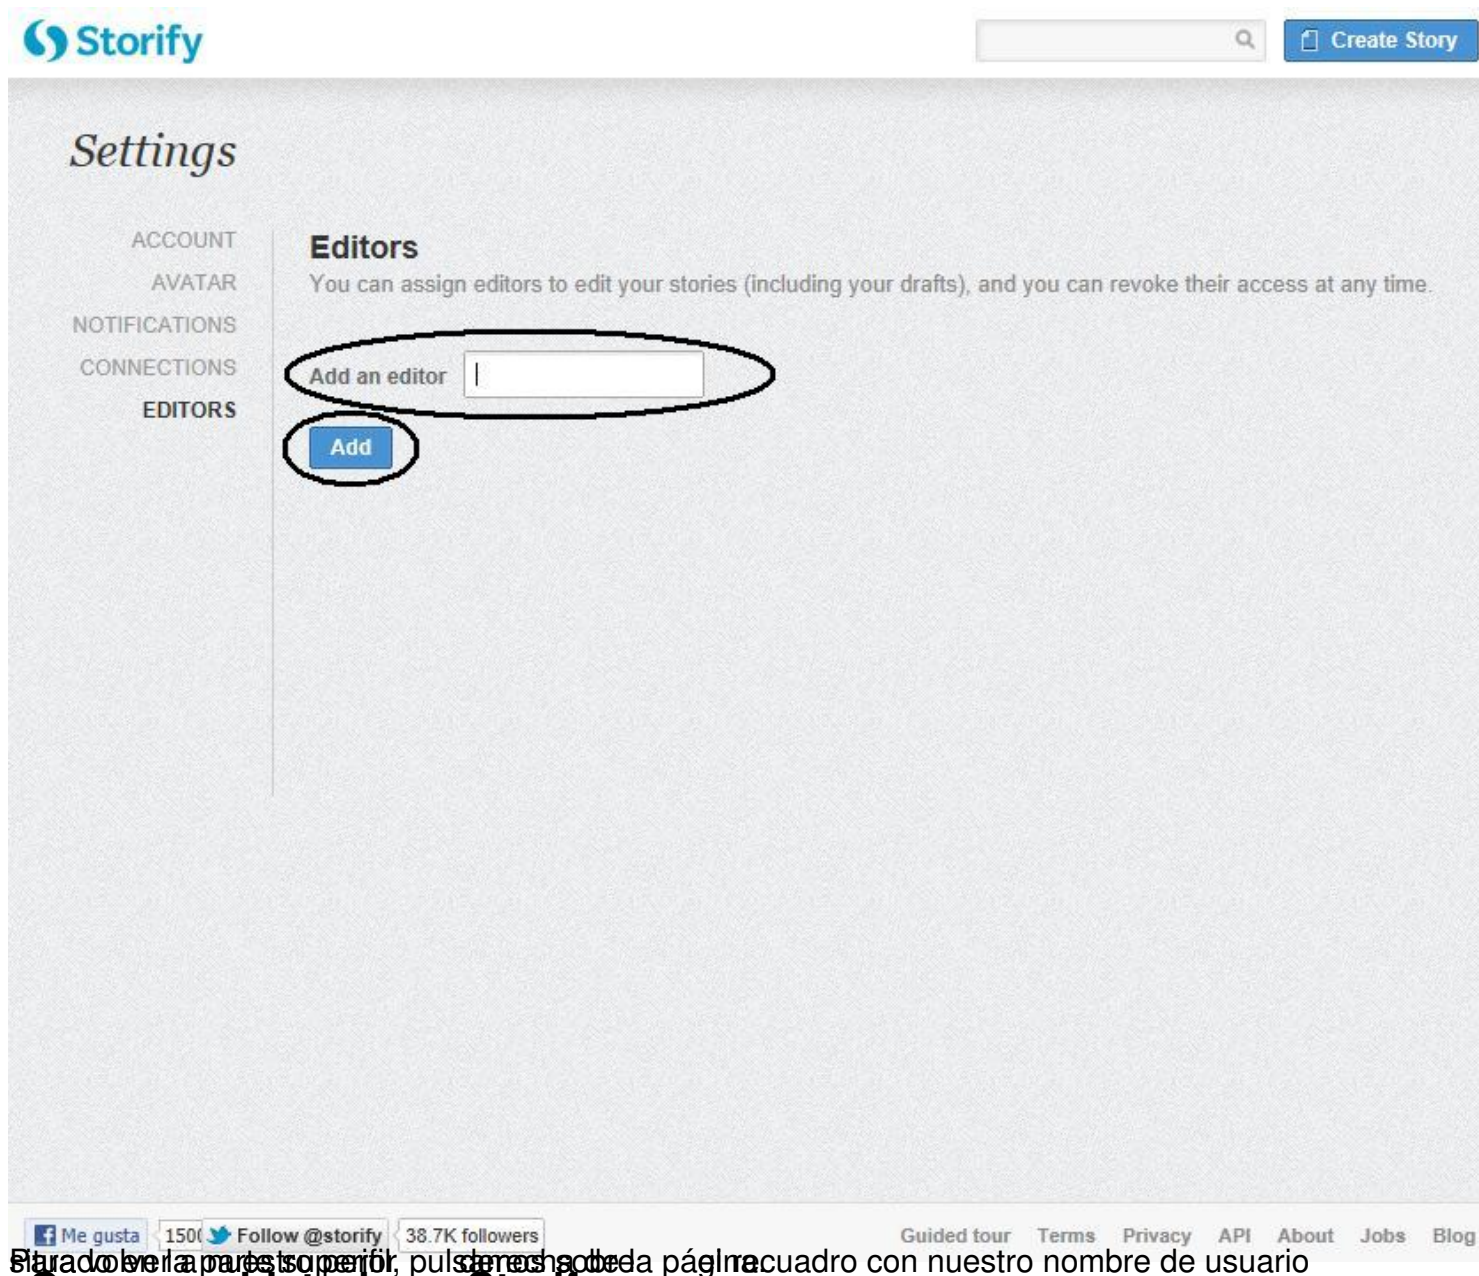 Storify
Create Story
Settings
ACCOUNT
AVATAR
NOTIFICATIONS
CONNECTIONS
EDITORS
Editors
You can assign editors to edit your stories (including your drafts), and you can revoke their access at any time.
Add an editor
Add
Me gusta
Follow @storify
38.7K followers
Guided tour Terms Privacy API About Jobs Blog
recuadro con nuestro nombre de usuario